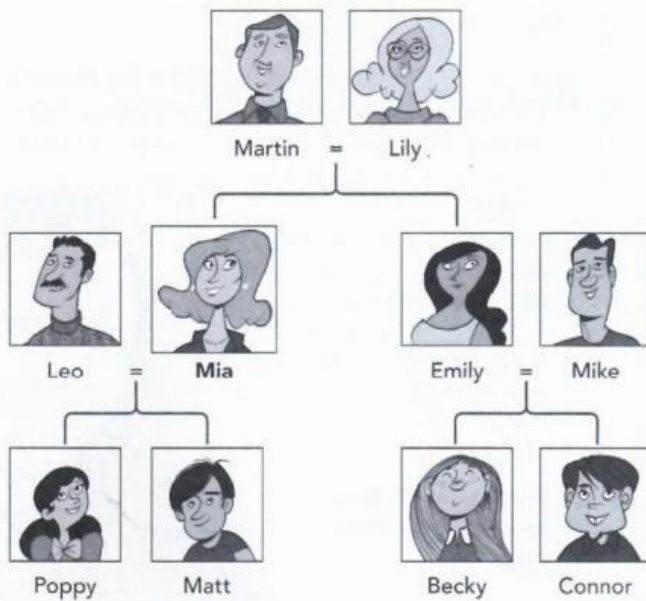 Martin = Lily
Leo = Mia Emily = Mike
Poppy Matt Becky Connor